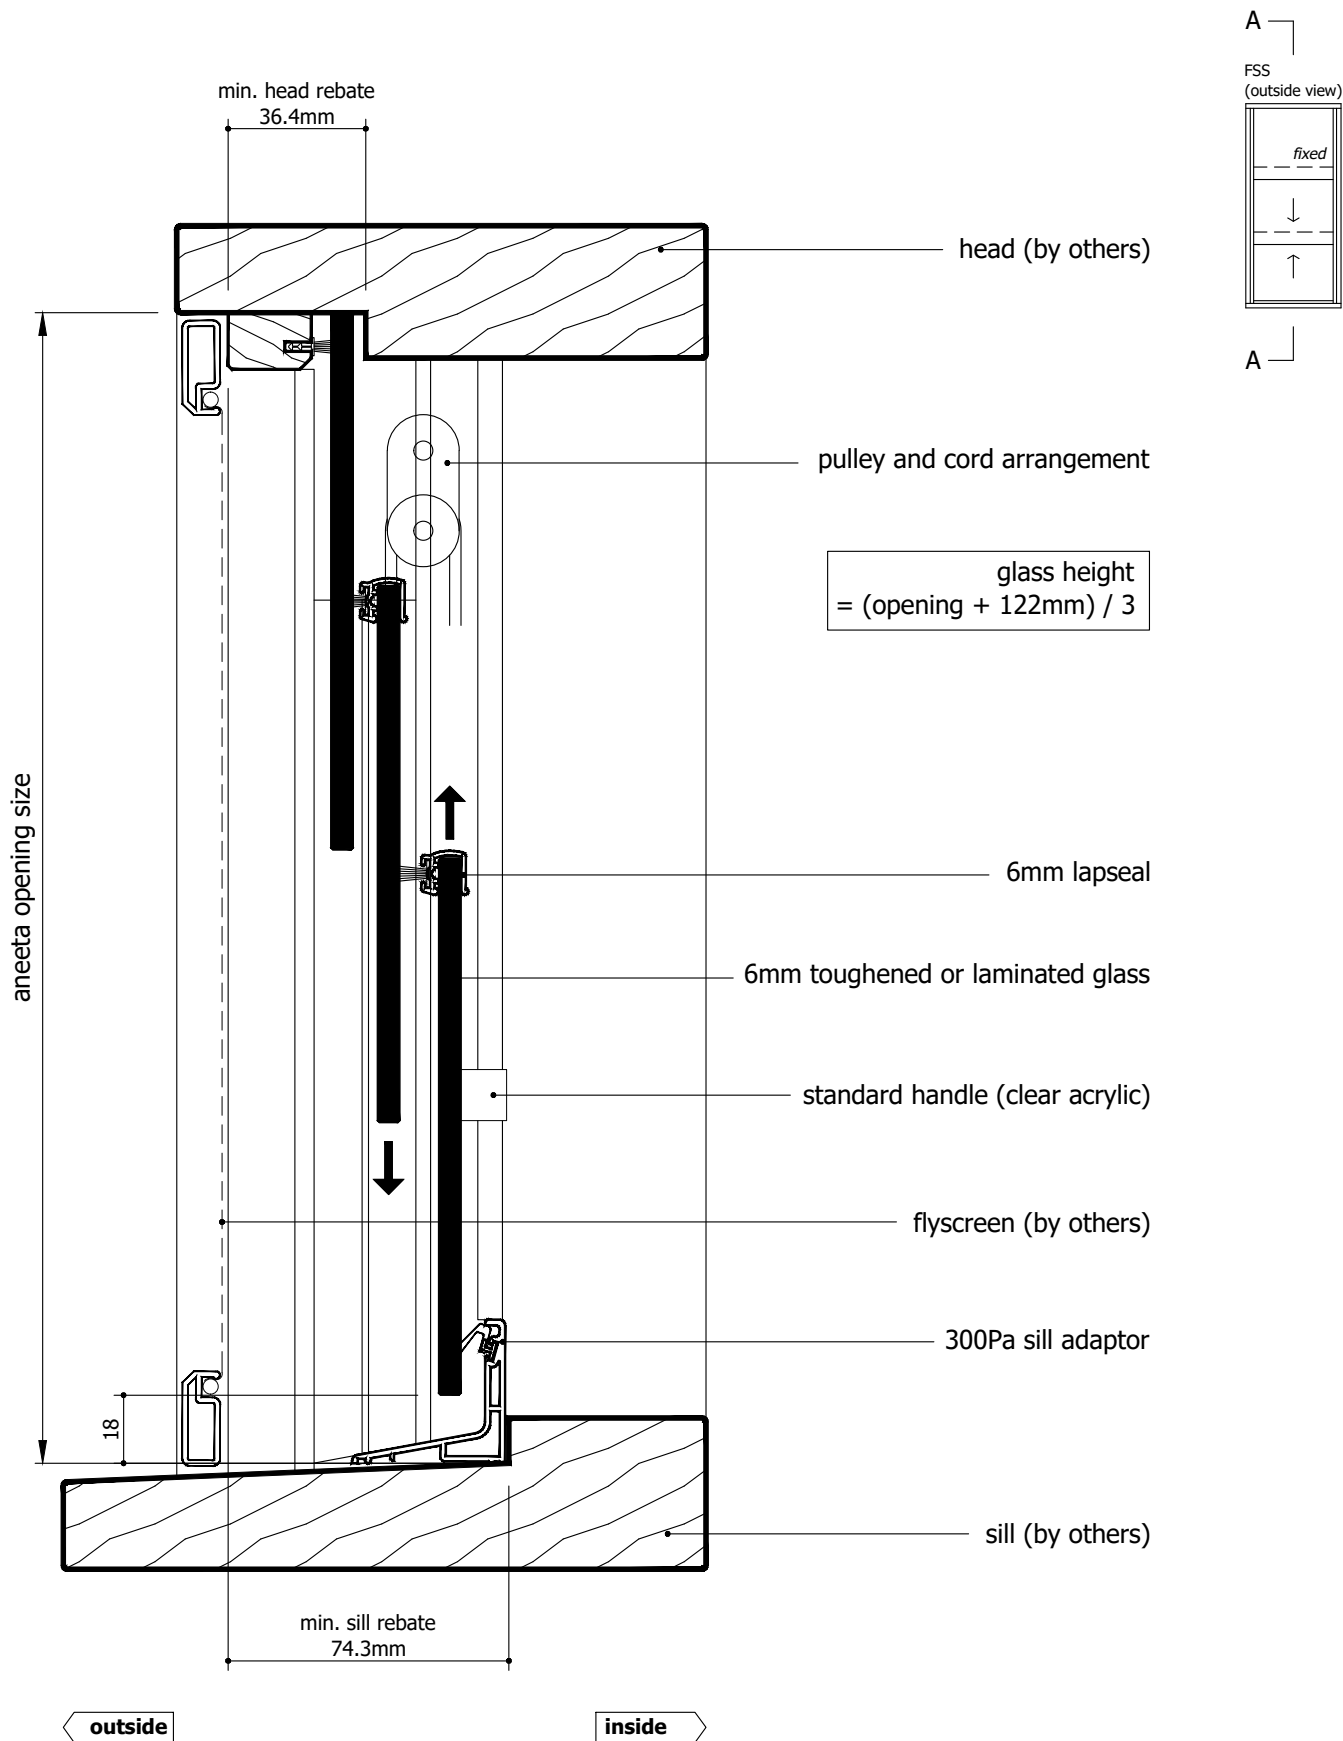 A
FSS
(outside view)
fixed
A
min. head rebate
36.4mm
head (by others)
pulley and cord arrangement
glass height
= (opening + 122mm) / 3
aneeta opening size
6mm lapseal
6mm toughened or laminated glass
standard handle (clear acrylic)
flyscreen (by others)
300Pa sill adaptor
18
sill (by others)
min. sill rebate
74.3mm
outside
inside